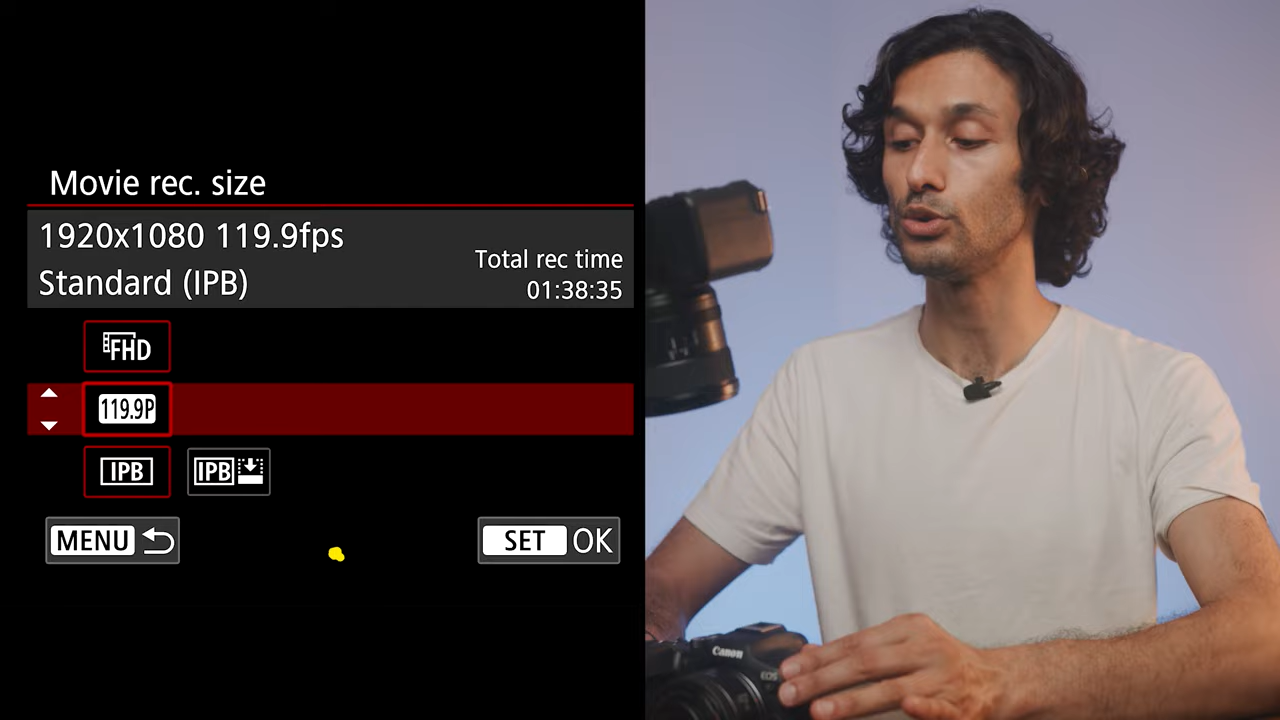 Movie rec. size
1920x1080 119.9fps
Standard (IPB)
Total rec time
01:38:35
FHD
119.9P
IPB
IPB
MENU
SET OK
Canon
EOS